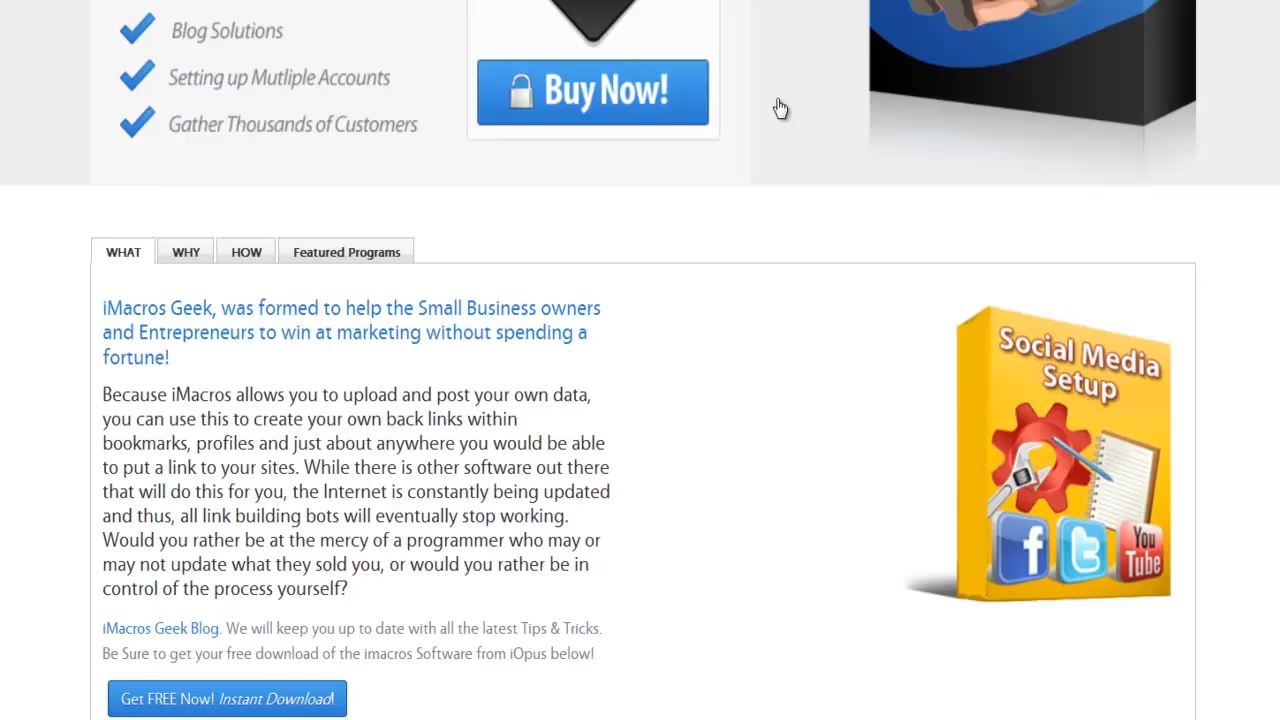 Blog Solutions
Setting up Mutliple Accounts
Gather Thousands of Customers
Buy Now!
WHAT
WHY
HOW
Featured Programs
iMacros Geek, was formed to help the Small Business owners
and Entrepreneurs to win at marketing without spending a
fortune!
Because iMacros allows you to upload and post your own data,
you can use this to create your own back links within
bookmarks, profiles and just about anywhere you would be able
to put a link to your sites. While there is other software out there
that will do this for you, the Internet is constantly being updated
and thus, all link building bots will eventually stop working.
Would you rather be at the mercy of a programmer who may or
may not update what they sold you, or would you rather be in
control of the process yourself?
iMacros Geek Blog. We will keep you up to date with all the latest Tips & Tricks.
Be Sure to get your free download of the imacros Software from iOpus below!
Get FREE Now! Instant Download!
Social Media
Setup
f
t
You
Tube